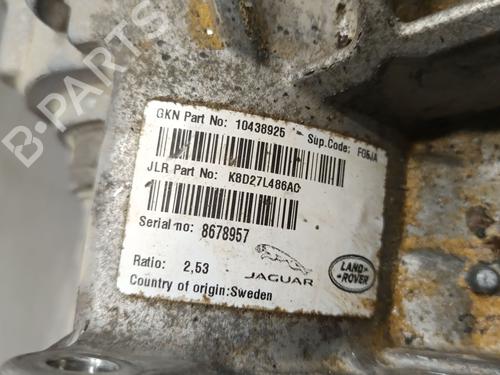 GKN Part No: 10438925 Sup.Code: F05JA
JLR Part No: K8D27L486AC
Serial no: 8678957
Ratio: 2,53
JAGUAR
LAND-
ROVER
Country of origin:Sweden
B-PARTS